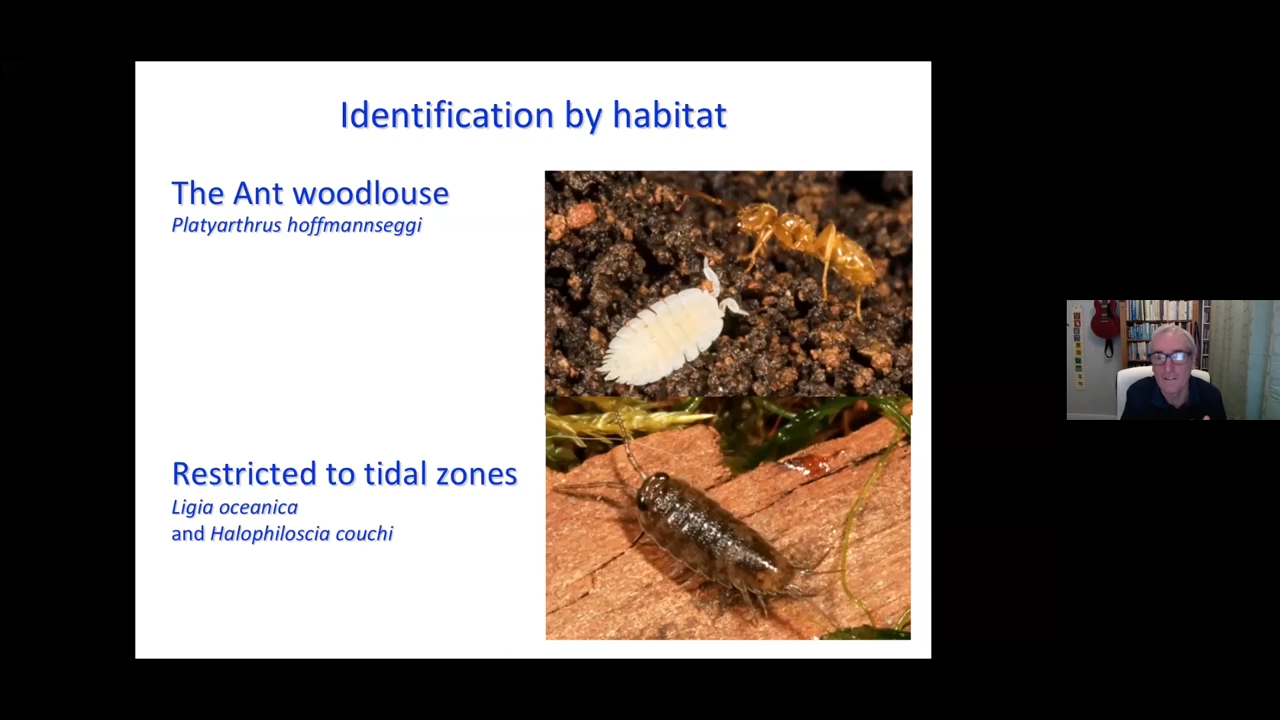 Identification by habitat
The Ant woodlouse
Platyarthrus hoffmannseggi
Restricted to tidal zones
Ligia oceanica
and Halophiloscia couchi